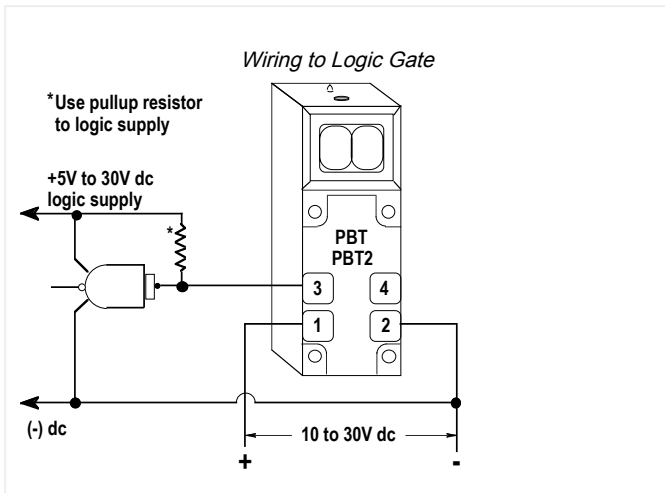 Wiring to Logic Gate
*Use pullup resistor
to logic supply
+5V to 30V dc
logic supply
*
PBT
PBT2
3
4
1
2
(-) dc
10 to 30V dc
+
-